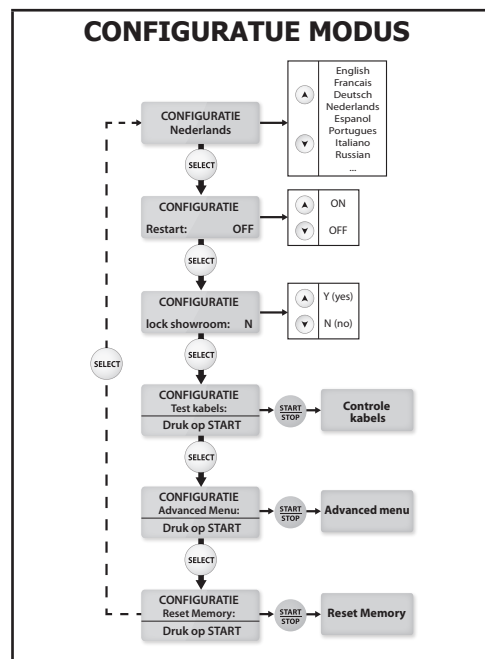 CONFIGURATUE MODUS
CONFIGURATIE
Nederlands
English
Francais
Deutsch
Nederlands
Espanol
Portugues
Italiano
Russian
...
SELECT
CONFIGURATIE
Restart: OFF
ON
OFF
SELECT
CONFIGURATIE
lock showroom: N
Y (yes)
N (no)
SELECT
SELECT
CONFIGURATIE
Test kabels:
Druk op START
START
STOP
Controle
kabels
SELECT
CONFIGURATIE
Advanced Menu:
Druk op START
START
STOP
Advanced menu
SELECT
CONFIGURATIE
Reset Memory:
Druk op START
START
STOP
Reset Memory